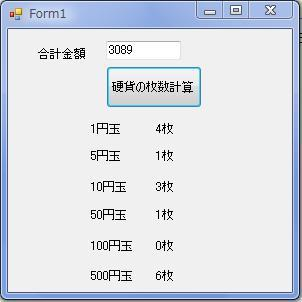 Form1
合計金額 3089
硬貨の枚数計算
1円玉 4枚
5円玉 1枚
10円玉 3枚
50円玉 1枚
100円玉 0枚
500円玉 6枚